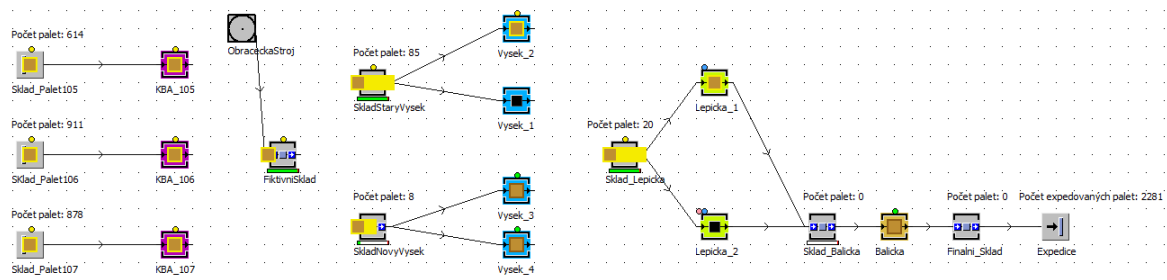 Počet palet: 614
Sklad_Palet105
KBA_105
ObraceckaStroj
Počet palet: 85
SkladStaryVysek
Vysek_2
Vysek_1
Lepicka_1
Počet palet: 911
Sklad_Palet106
KBA_106
FiktivniSklad
Počet palet: 20
Sklad_Lepicka
Počet palet: 878
Sklad_Palet107
KBA_107
Počet palet: 8
SkladNovyVysek
Vysek_3
Vysek_4
Lepicka_2
Počet palet: 0
Sklad_Balicka
Balicka
Počet palet: 0
Finalni_Sklad
Počet expedovaných palet: 2281
Expedice